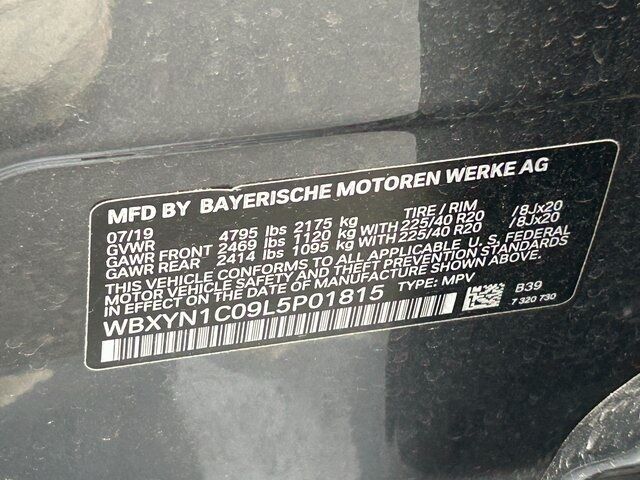 MFD BY BAYERISCHE MOTOREN WERKE AG
07/19 TIRE / RIM
GVWR 4795 lbs 2175 kg
GAWR FRONT 2469 lbs 1120 kg WITH 225/40 R20 /8Jx20
GAWR REAR 2414 lbs 1095 kg WITH 225/40 R20 /8Jx20
THIS VEHICLE CONFORMS TO ALL APPLICABLE U. S. FEDERAL
MOTOR VEHICLE SAFETY, BUMPER AND THEFT PREVENTION STANDARDS
IN EFFECT ON THE DATE OF MANUFACTURE SHOWN ABOVE.
WBXYN1C09L5P01815 TYPE: MPV B39
7 320 730